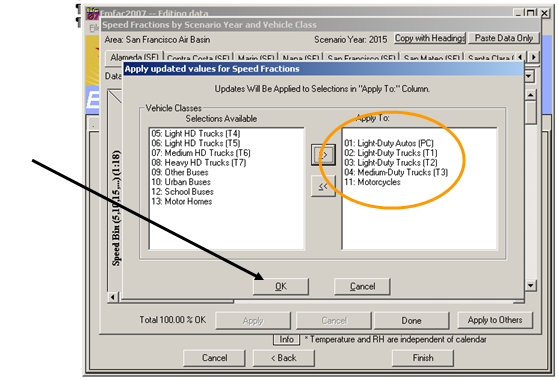 Emfac2007 -- Editing data
Speed Fractions by Scenario Year and Vehicle Class
Area: San Francisco Air Basin
Scenario Year: 2015
Copy with Headings
Paste Data Only
Alameda (SF)
Contra Costa (SF)
Marin (SF)
Napa (SF)
San Francisco (SF)
San Mateo (SF)
Santa Clara (
Apply updated values for Speed Fractions
Updates Will Be Applied to Selections in "Apply To:" Column.
Vehicle Classes
Selections Available
Apply To:
05: Light HD Trucks (T4)
06: Light HD Trucks (T5)
07: Medium HD Trucks (T6)
08: Heavy HD Trucks (T7)
09: Other Buses
10: Urban Buses
12: School Buses
13: Motor Homes
>
<<
01: Light-Duty Autos (PC)
02: Light-Duty Trucks (T1)
03: Light-Duty Trucks (T2)
04: Medium-Duty Trucks (T3)
11: Motorcycles
Speed Bin (5,10,15,...) (1:18)
OK
Cancel
Total 100.00 % OK
Apply
Cancel
Done
Apply to Others
Info
* Temperature and RH are independent of calendar
Cancel
< Back
Finish